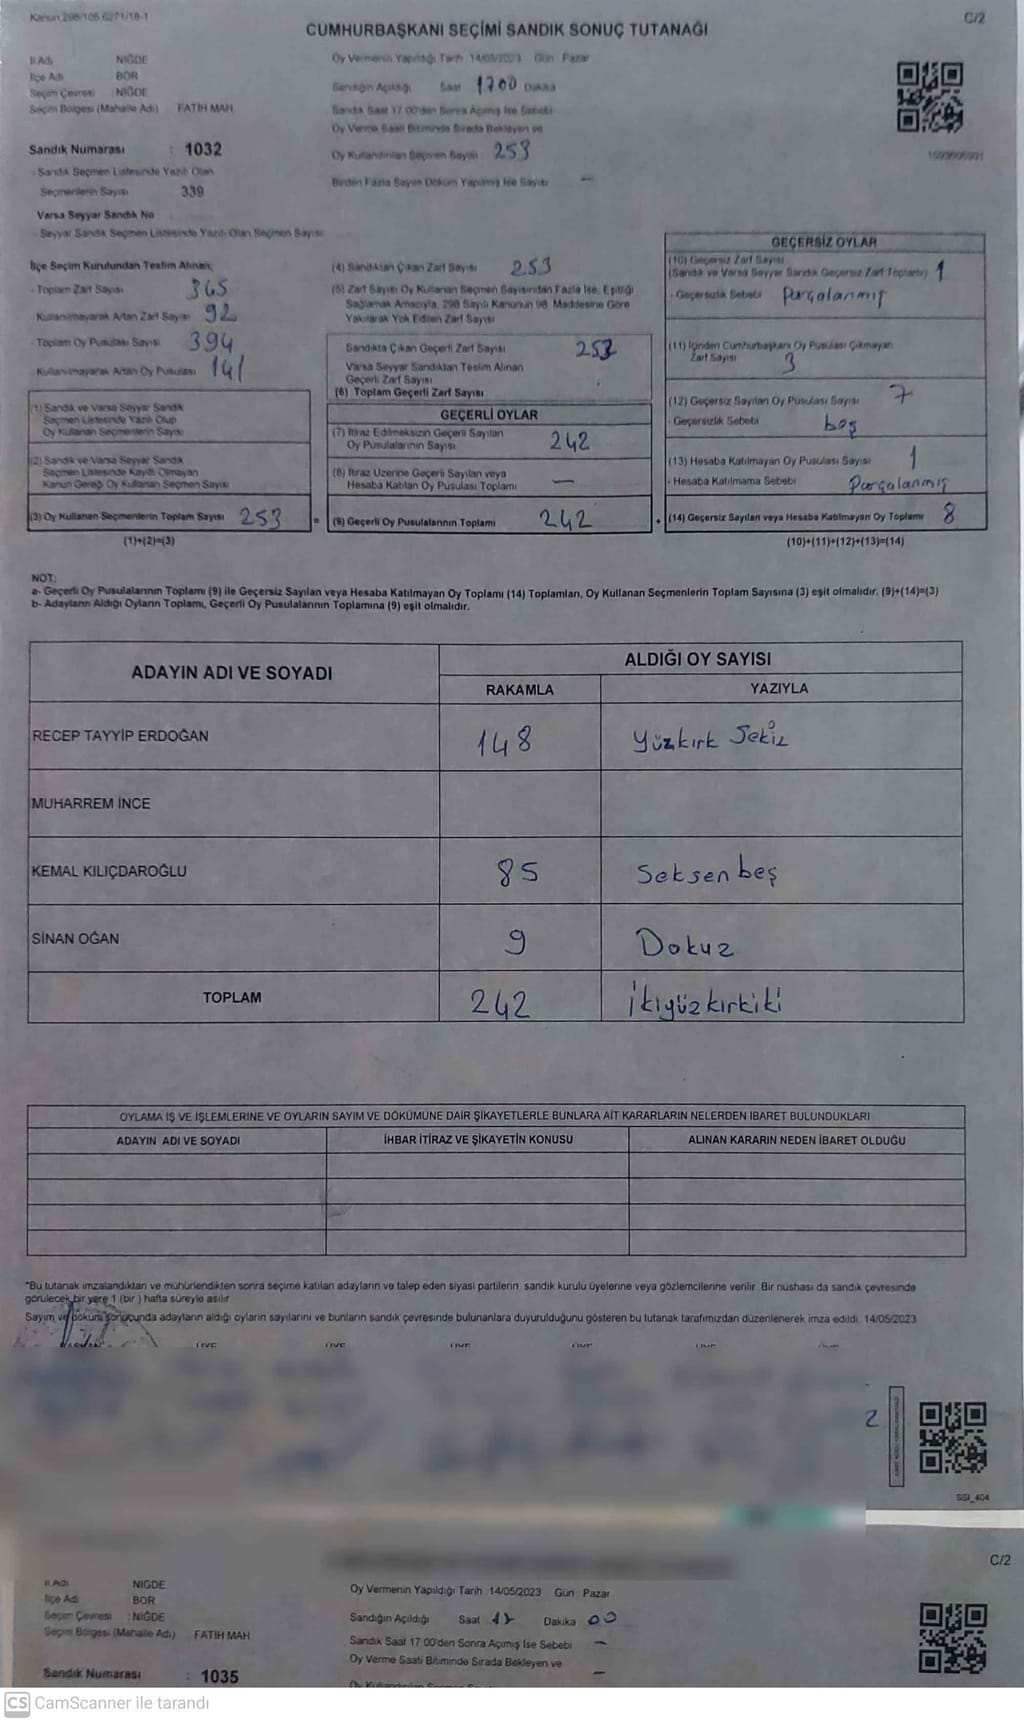 Kanun 298/105,6271/18-1
C/2
CUMHURBAŞKANI SEÇİMİ SANDIK SONUÇ TUTANAĞI
İl Adı NİĞDE
İlçe Adı BOR
Seçim Çevresi : NİĞDE
Seçim Bölgesi (Mahalle Adı) FATİH MAH
Sandık Numarası : 1032
- Sandık Seçmen Listesinde Yazılı Olan
Seçmenlerin Sayısı 339
Varsa Seyyar Sandık No
- Seyyar Sandık Seçmen Listesinde Yazılı Olan Seçmen Sayısı
Oy Vermenin Yapıldığı Tarih 14/05/2023 Gün Pazar
Sandığın Açıldığı Saat 1700 Dakika
Sandık Saat 17 00'den Sonra Açımış İse Sebebi
Oy Verme Saati Bitiminde Sırada Bekleyen ve
Oy Kullandırılan Seçmen Sayısı 253
Birden Fazla Sayım Döküm Yapılmış İse Sayısı —
İlçe Seçim Kurulundan Teslim Alınan;
- Toplam Zarf Sayısı 365
Kullanılmayarak Artan Zarf Sayısı 92
- Toplam Oy Pusulası Sayısı 394
Kullanılmayarak Artan Oy Pusulası 141
(1) Sandık ve Varsa Seyyar Sandık
Seçmen Listesinde Yazılı Olup
Oy Kullanan Seçmenlerin Sayısı
(2) Sandık ve Varsa Seyyar Sandık
Seçmen Listesinde Kaydı Olmayan
Kanun Gereği Oy Kullanan Seçmen Sayısı
(3) Oy Kullanan Seçmenlerin Toplam Sayısı 253
(1)+(2)=(3)
(4) Sandıktan Çıkan Zarf Sayısı 253
(5) Zarf Sayısı Oy Kullanan Seçmen Sayısından Fazla İse, Eşitliği
Sağlamak Amacıyla, 298 Sayılı Kanunun 98. Maddesine Göre
Yakılarak Yok Edilen Zarf Sayısı
Sandıkta Çıkan Geçerli Zarf Sayısı 253
Varsa Seyyar Sandıktan Teslim Alınan
Geçerli Zarf Sayısı
(6) Toplam Geçerli Zarf Sayısı
GEÇERLİ OYLAR
(7) İtiraz Edilmeksizin Geçerli Sayılan
Oy Pusulalarının Sayısı 242
(8) İtiraz Üzerine Geçerli Sayılan veya
Hesaba Katılan Oy Pusulası Toplamı —
= (9) Geçerli Oy Pusulalarının Toplamı 242
GEÇERSİZ OYLAR
(10) Geçersiz Zarf Sayısı
(Sandık ve Varsa Seyyar Sandık Geçersiz Zarf Toplamı) 1
- Geçersizlik Sebebi Parçalanmış
(11) İçinden Cumhurbaşkanı Oy Pusulası Çıkmayan
Zarf Sayısı 3
(12) Geçersiz Sayılan Oy Pusulası Sayısı 7
- Geçersizlik Sebebi boş
(13) Hesaba Katılmayan Oy Pusulası Sayısı 1
- Hesaba Katılmama Sebebi Parçalanmış
+ (14) Geçersiz Sayılan veya Hesaba Katılmayan Oy Toplamı 8
(10)+(11)+(12)+(13)=(14)
NOT:
a- Geçerli Oy Pusulalarının Toplamı (9) ile Geçersiz Sayılan veya Hesaba Katılmayan Oy Toplamı (14) Toplamları, Oy Kullanan Seçmenlerin Toplam Sayısına (3) eşit olmalıdır. (9)+(14)=(3)
b- Adayların Aldığı Oyların Toplamı, Geçerli Oy Pusulalarının Toplamına (9) eşit olmalıdır.
ADAYIN ADI VE SOYADI
ALDIĞI OY SAYISI
RAKAMLA YAZIYLA
RECEP TAYYİP ERDOĞAN 148 Yüzkırk Sekiz
MUHARREM İNCE
KEMAL KILIÇDAROĞLU 85 Seksen beş
SİNAN OĞAN 9 Dokuz
TOPLAM 242 İkiyüzkırkiki
OYLAMA İŞ VE İŞLEMLERİNE VE OYLARIN SAYIM VE DÖKÜMÜNE DAİR ŞİKAYETLERLE BUNLARA AİT KARARLARIN NELERDEN İBARET BULUNDUKLARI
ADAYIN ADI VE SOYADI İHBAR İTİRAZ VE ŞİKAYETİN KONUSU ALINAN KARARIN NEDEN İBARET OLDUĞU
*Bu tutanak imzalandıktan ve mühürlendikten sonra seçime katılan adayların ve talep eden siyasi partilerin sandık kurulu üyelerine veya gözlemcilerine verilir. Bir nüshası da sandık çevresinde
görülecek bir yere 1 (bir ) hafta süreyle asılır
Sayım ve döküm sonucunda adayların aldığı oyların sayılarını ve bunların sandık çevresinde bulunanlara duyurulduğunu gösteren bu tutanak tarafımızdan düzenlenerek imza edildi. 14/05/2023
2
SSI_404
C/2
İl Adı NİĞDE
İlçe Adı BOR
Seçim Çevresi : NİĞDE
Seçim Bölgesi (Mahalle Adı) FATİH MAH
Sandık Numarası : 1035
Oy Vermenin Yapıldığı Tarih 14/05/2023 Gün Pazar
Sandığın Açıldığı Saat 17 Dakika 00
Sandık Saat 17 00'den Sonra Açımış İse Sebebi —
Oy Verme Saati Bitiminde Sırada Bekleyen ve —
CS CamScanner ile tarandı